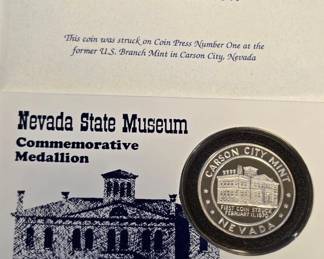 This coin was struck on Coin Press Number One at the
former U.S. Branch Mint in Carson City, Nevada
Nevada State Museum
Commemorative
Medallion
CARSON CITY MINT
FIRST COIN STRUCK
FEBRUARY 11, 1870
NEVADA